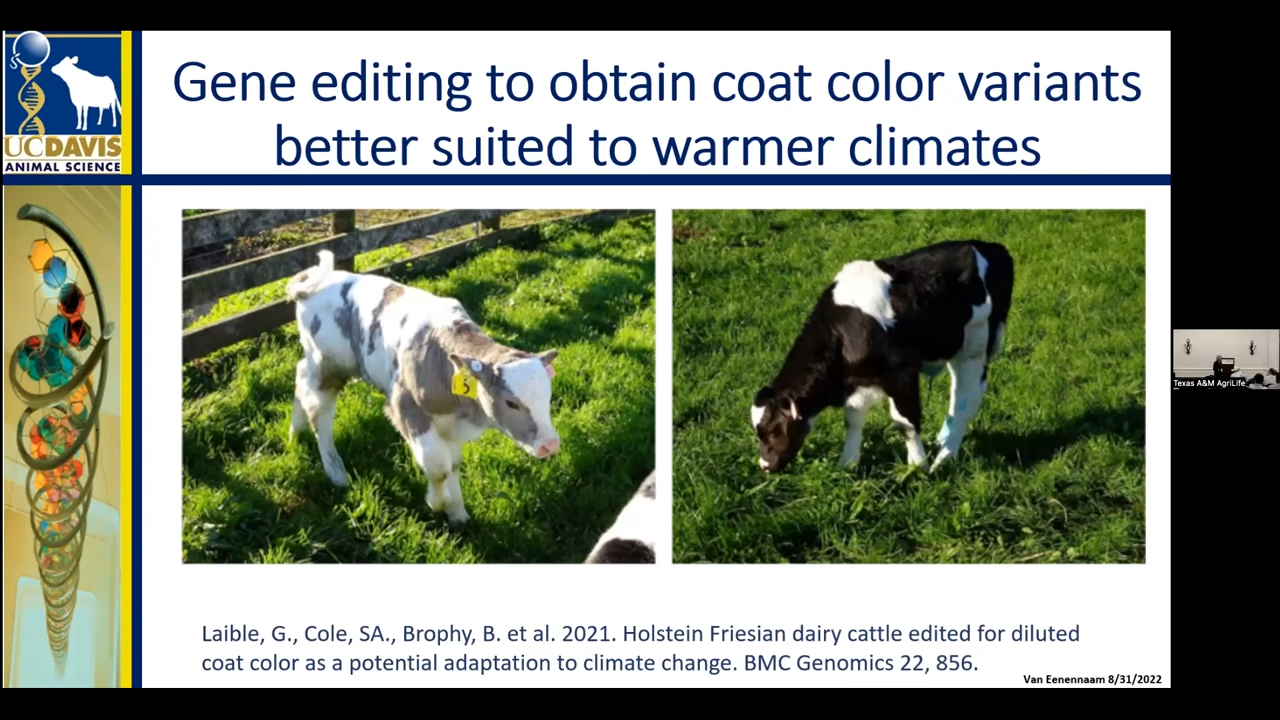 Gene editing to obtain coat color variants
better suited to warmer climates
UCDAVIS
ANIMAL SCIENCE
5
Laible, G., Cole, SA., Brophy, B. et al. 2021. Holstein Friesian dairy cattle edited for diluted
coat color as a potential adaptation to climate change. BMC Genomics 22, 856.
Van Eenennaam 8/31/2022
Texas A&M AgriLife